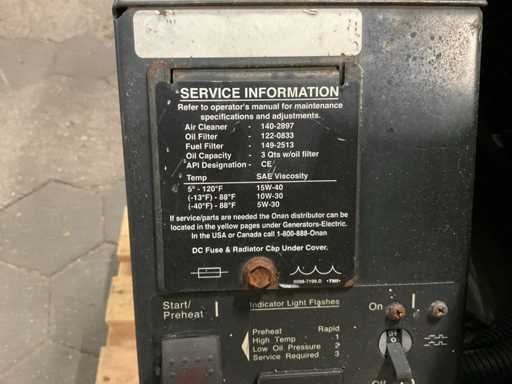 SERVICE INFORMATION
Refer to operator's manual for maintenance
specifications and adjustments.
Air Cleaner - 140-2897
Oil Filter - 122-0833
Fuel Filter - 149-2513
Oil Capacity - 3 Qts w/oil filter
API Designation - CE
Temp SAE Viscosity
5° - 120°F 15W-40
(-13°F) - 88°F 10W-30
(-40°F) - 88°F 5W-30
If service/parts are needed the Onan distributor can be
located in the yellow pages under Generators-Electric.
In the USA or Canada call 1-800-888-Onan
DC Fuse & Radiator Cap Under Cover.
Start/
Preheat
Indicator Light Flashes
On
Preheat Rapid
High Temp 1
Low Oil Pressure 2
Service Required 3